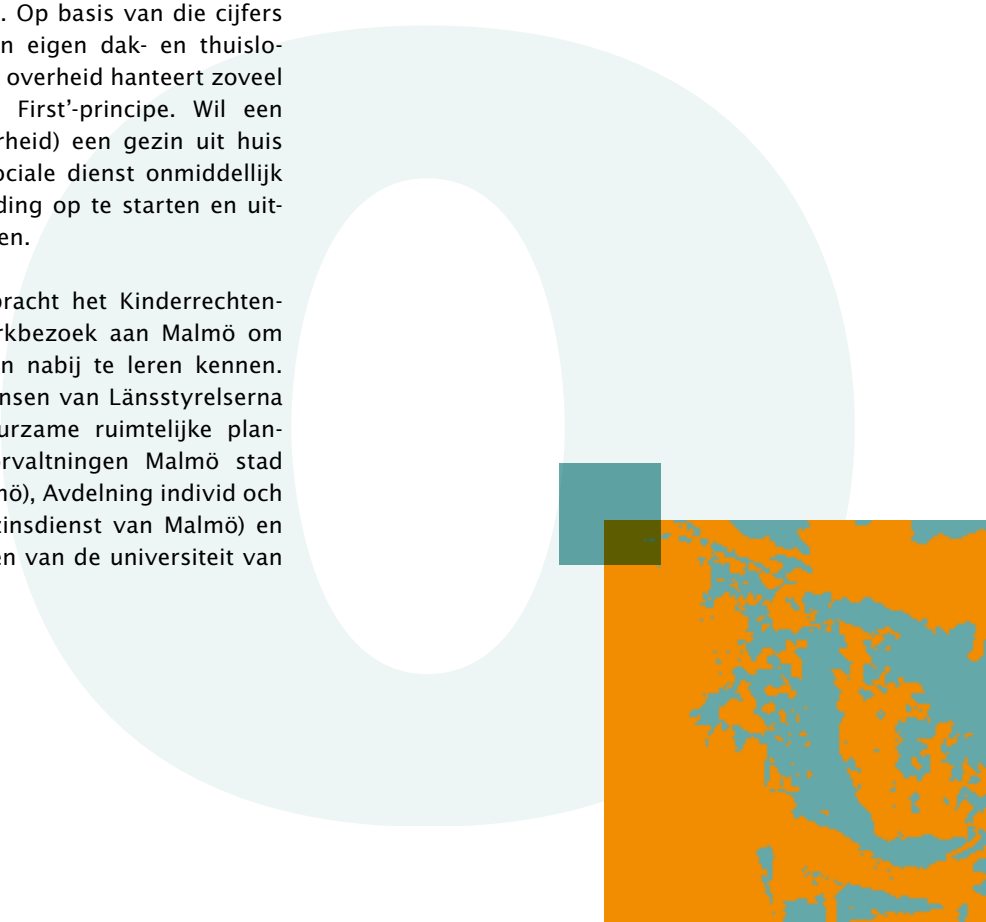 . Op basis van die cijfers
n eigen dak- en thuislo-
overheid hanteert zoveel
First’-principe. Wil een
rheid) een gezin uit huis
ociale dienst onmiddellijk
ding op te starten en uit-
en.
racht het Kinderrechten-
rkbezoek aan Malmö om
n nabij te leren kennen.
nsen van Länsstyrelserna
urzame ruimtelijke plan-
rvaltningen Malmö stad
nö), Avdelning individ och
zinsdienst van Malmö) en
en van de universiteit van